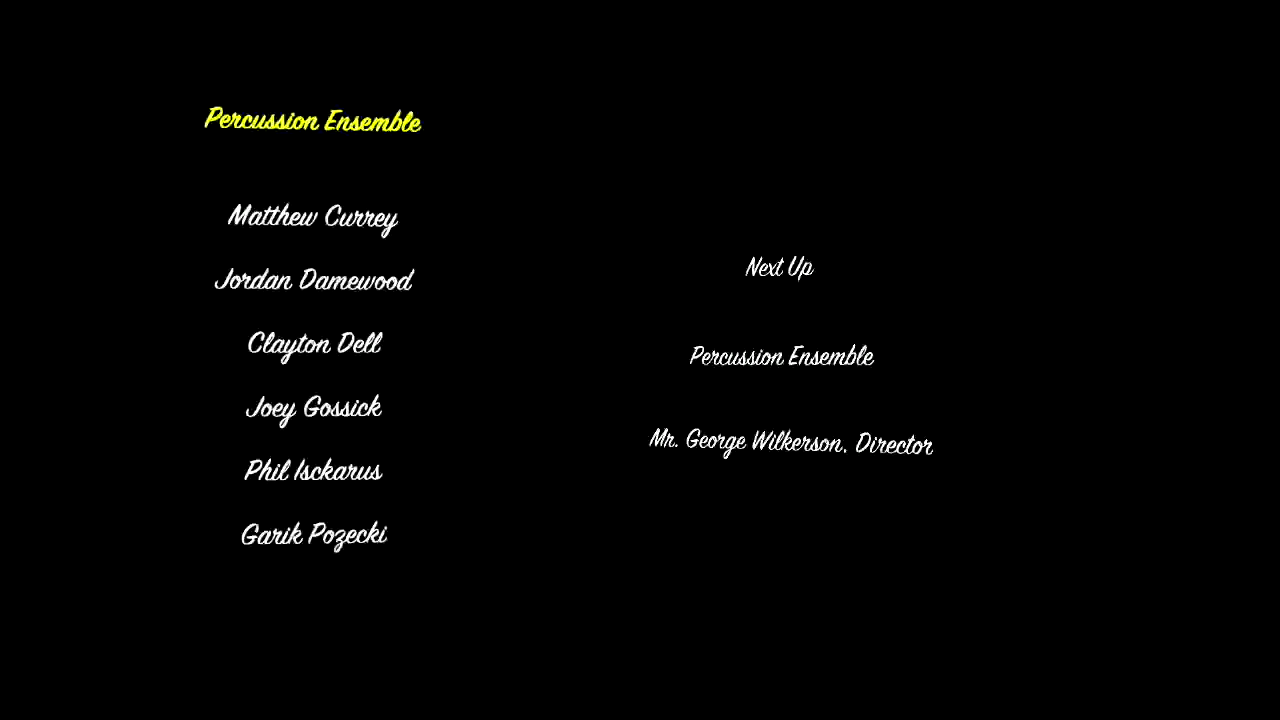 Percussion Ensemble
Matthew Currey
Jordan Damewood
Clayton Dell
Joey Gossick
Phil Isckarus
Garik Pozecki
Next Up
Percussion Ensemble
Mr. George Wilkerson, Director